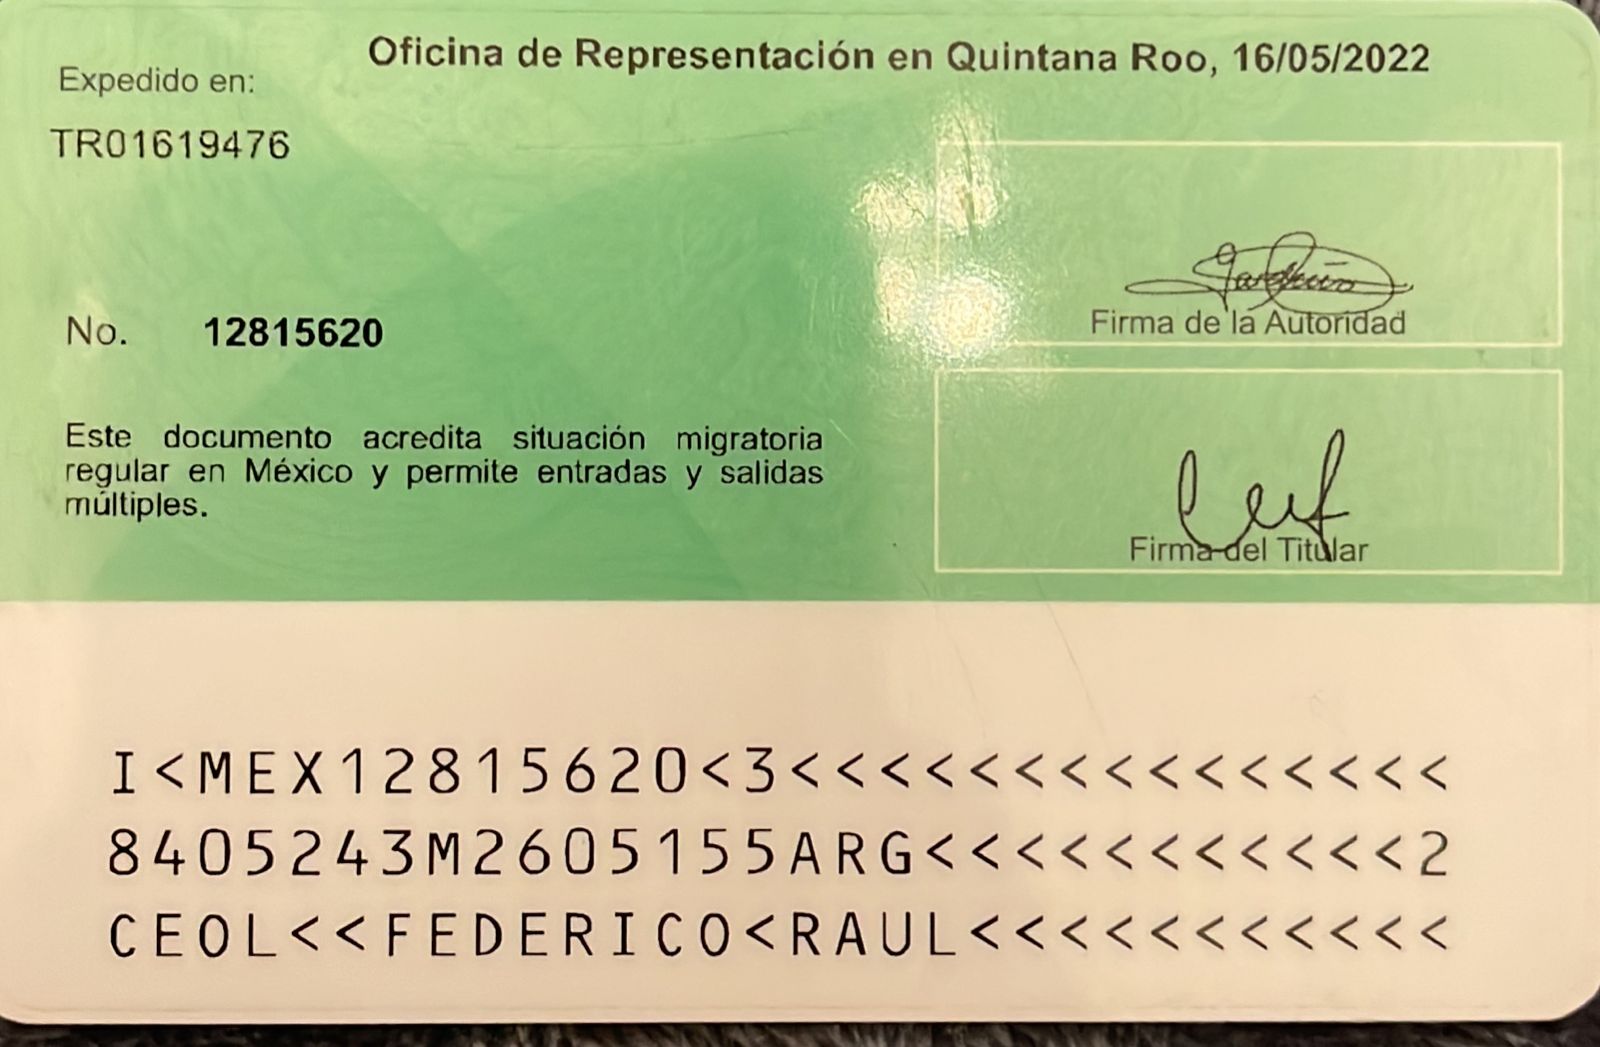 Oficina de Representación en Quintana Roo, 16/05/2022
Expedido en:
TR01619476
No. 12815620
Firma de la Autoridad
Este documento acredita situación migratoria
regular en México y permite entradas y salidas
múltiples.
Firma del Titular
I<MEX12815620<3<<<<<<<<<<<<<<<
8405243M2605155ARG<<<<<<<<<<<2
CEOL<<FEDERICO<RAUL<<<<<<<<<<<